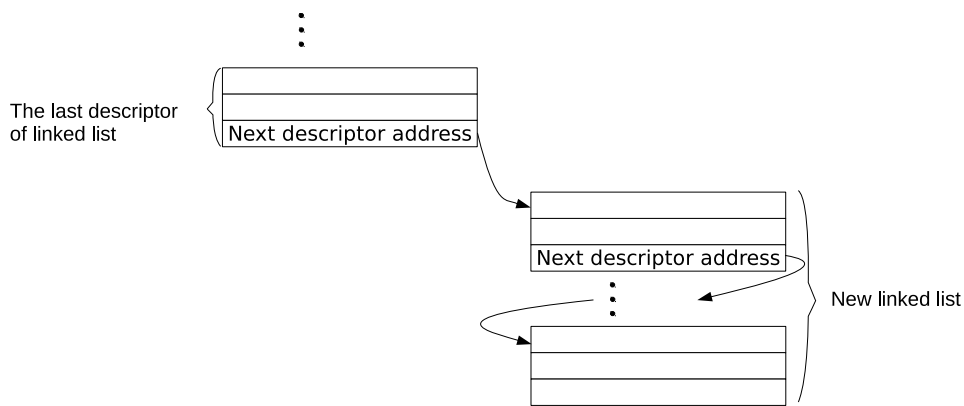 The last descriptor
of linked list
Next descriptor address
Next descriptor address
New linked list